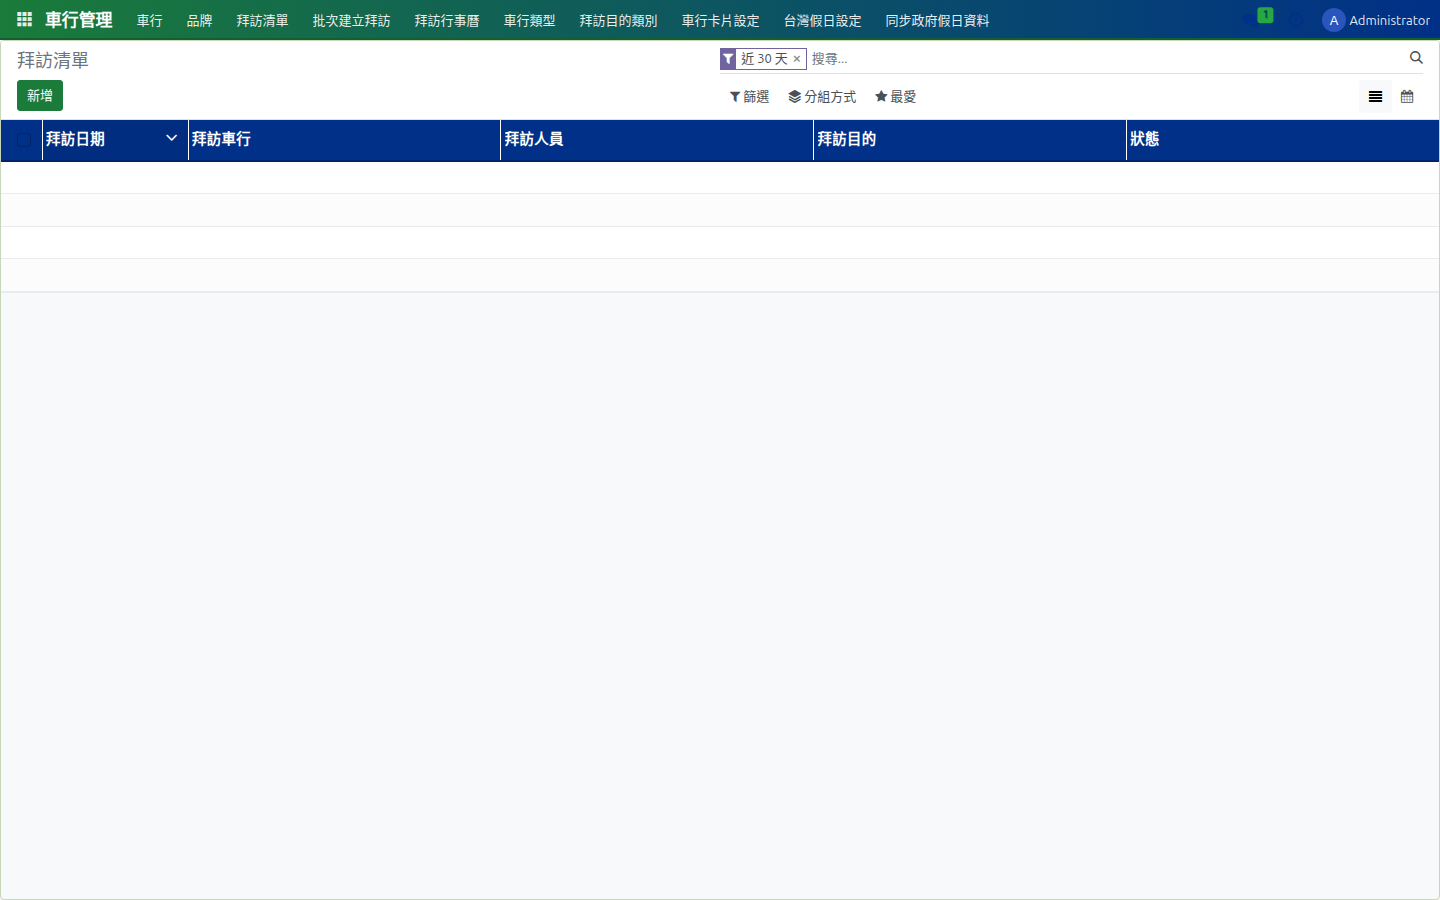 車行管理 車行 品牌 拜訪清單 批次建立拜訪 拜訪行事曆 車行類型 拜訪目的類別 車行卡片設定 台灣假日設定 同步政府假日資料 1 A Administrator
拜訪清單 近 30 天 × 搜尋...
新增 篩選 分組方式 最愛
拜訪日期 拜訪車行 拜訪人員 拜訪目的 狀態